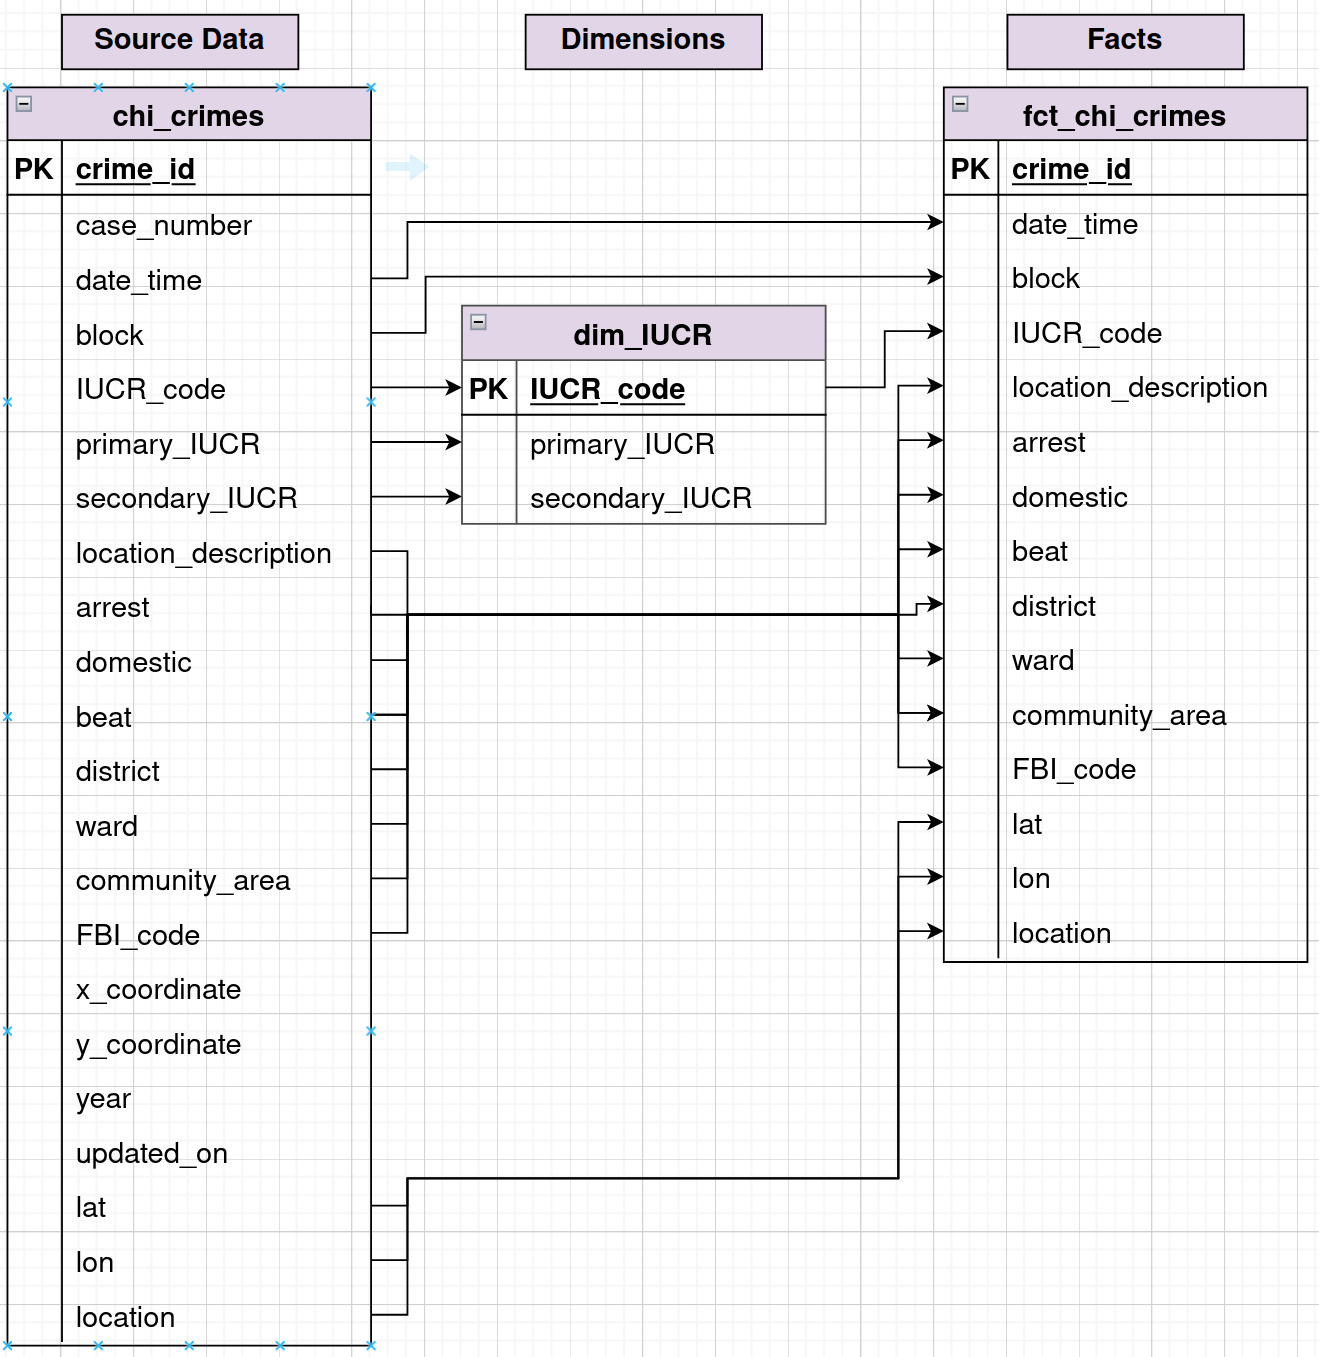 Source Data
Dimensions
Facts
chi_crimes
PK crime_id
case_number
date_time
block
IUCR_code
primary_IUCR
secondary_IUCR
location_description
arrest
domestic
beat
district
ward
community_area
FBI_code
x_coordinate
y_coordinate
year
updated_on
lat
lon
location
dim_IUCR
PK IUCR_code
primary_IUCR
secondary_IUCR
fct_chi_crimes
PK crime_id
date_time
block
IUCR_code
location_description
arrest
domestic
beat
district
ward
community_area
FBI_code
lat
lon
location